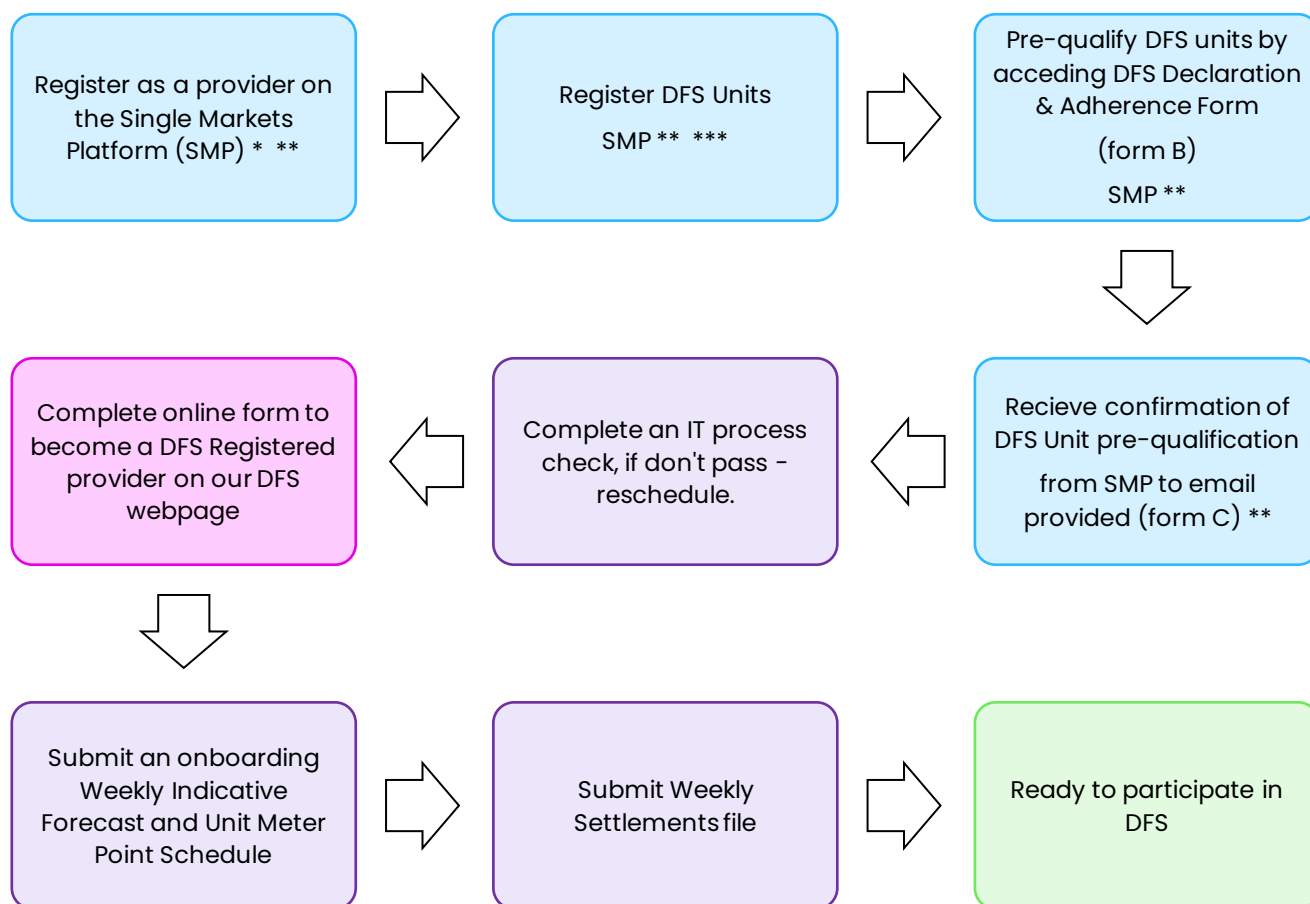 Register as a provider on
the Single Markets
Platform (SMP) * **
Register DFS Units
SMP ** ***
Pre-qualify DFS units by
acceding DFS Declaration
& Adherence Form
(form B)
SMP **
Complete online form to
become a DFS Registered
provider on our DFS
webpage
Complete an IT process
check, if don't pass -
reschedule.
Recieve confirmation of
DFS Unit pre-qualification
from SMP to email
provided (form C) **
Submit an onboarding
Weekly Indicative
Forecast and Unit Meter
Point Schedule
Submit Weekly
Settlements file
Ready to participate in
DFS